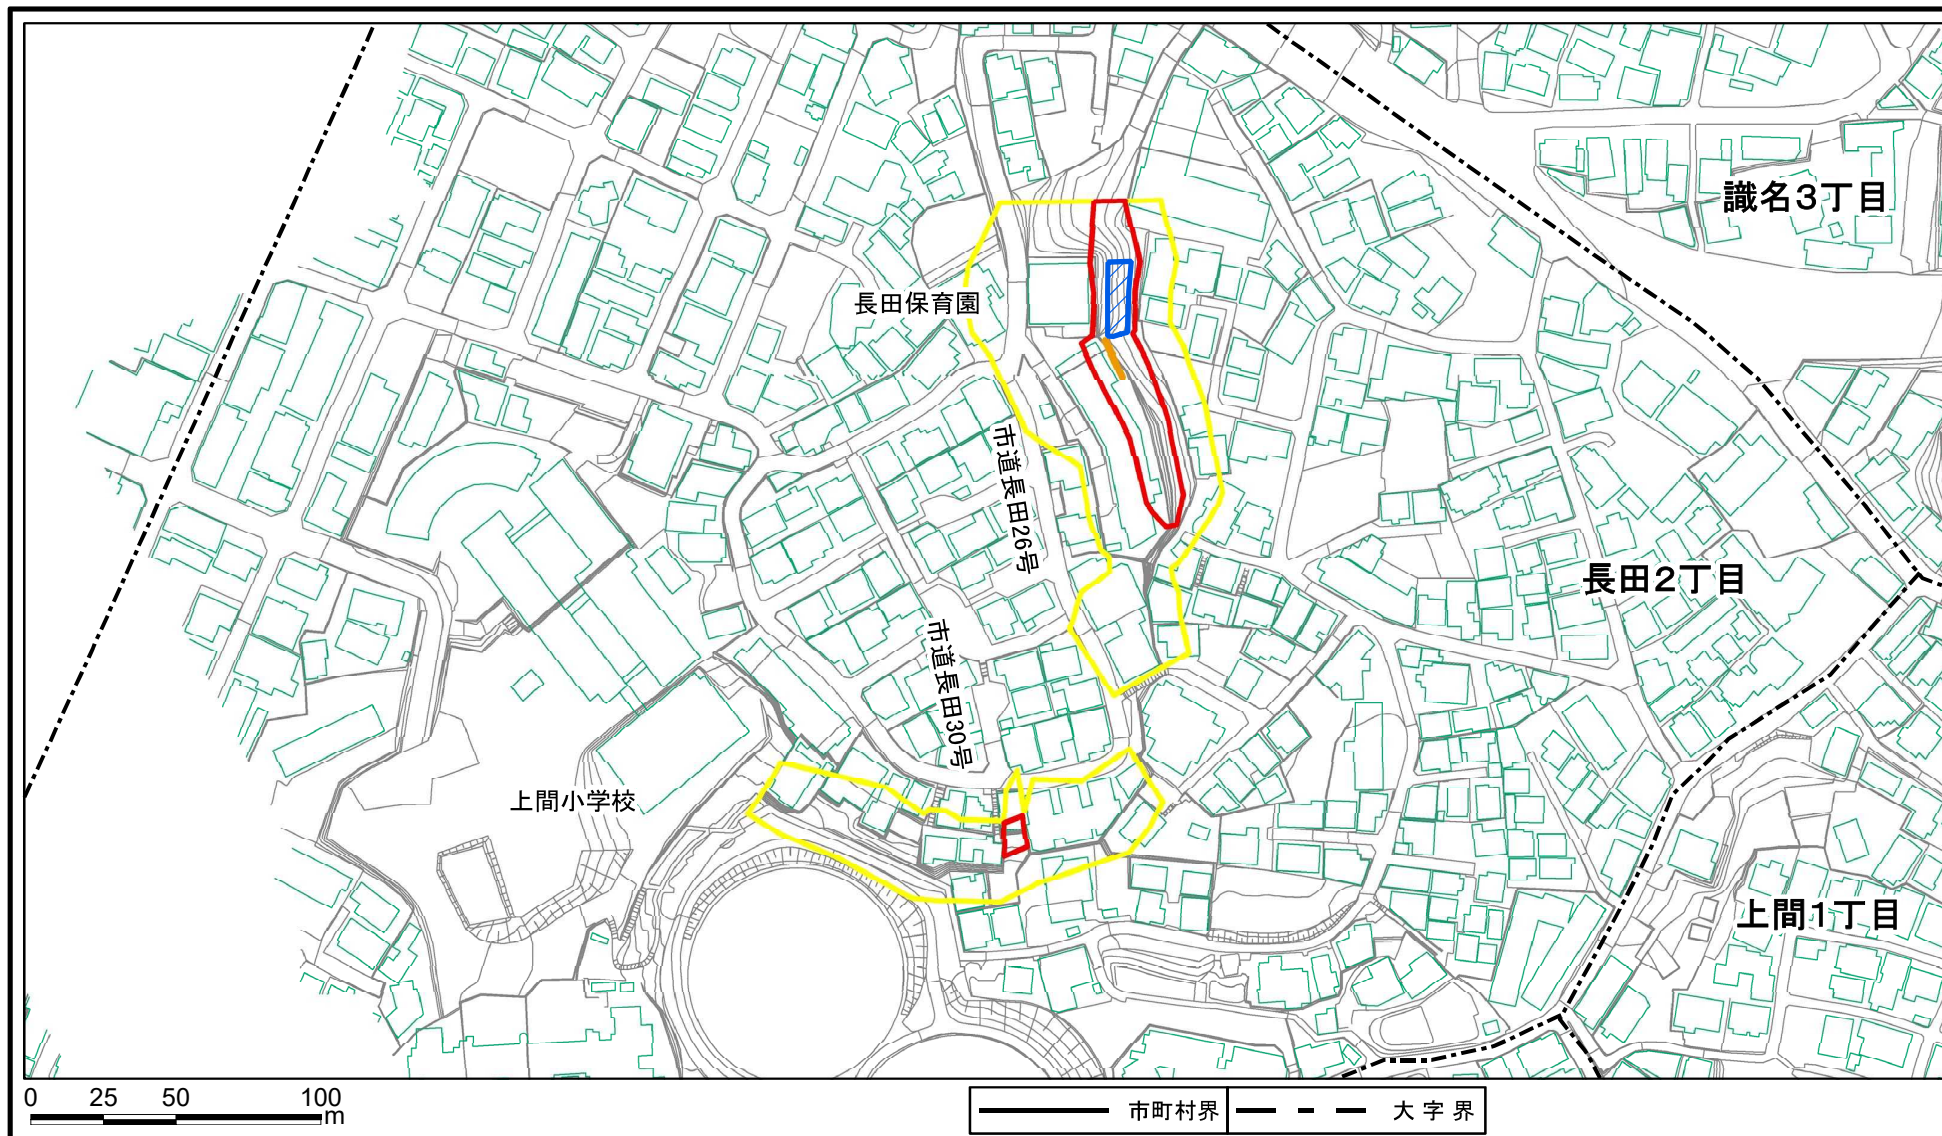 識名3丁目
長田保育園
市道長田26号
長田2丁目
市道長田30号
上間小学校
上間1丁目
0 25 50 100
m
市町村界
大字界